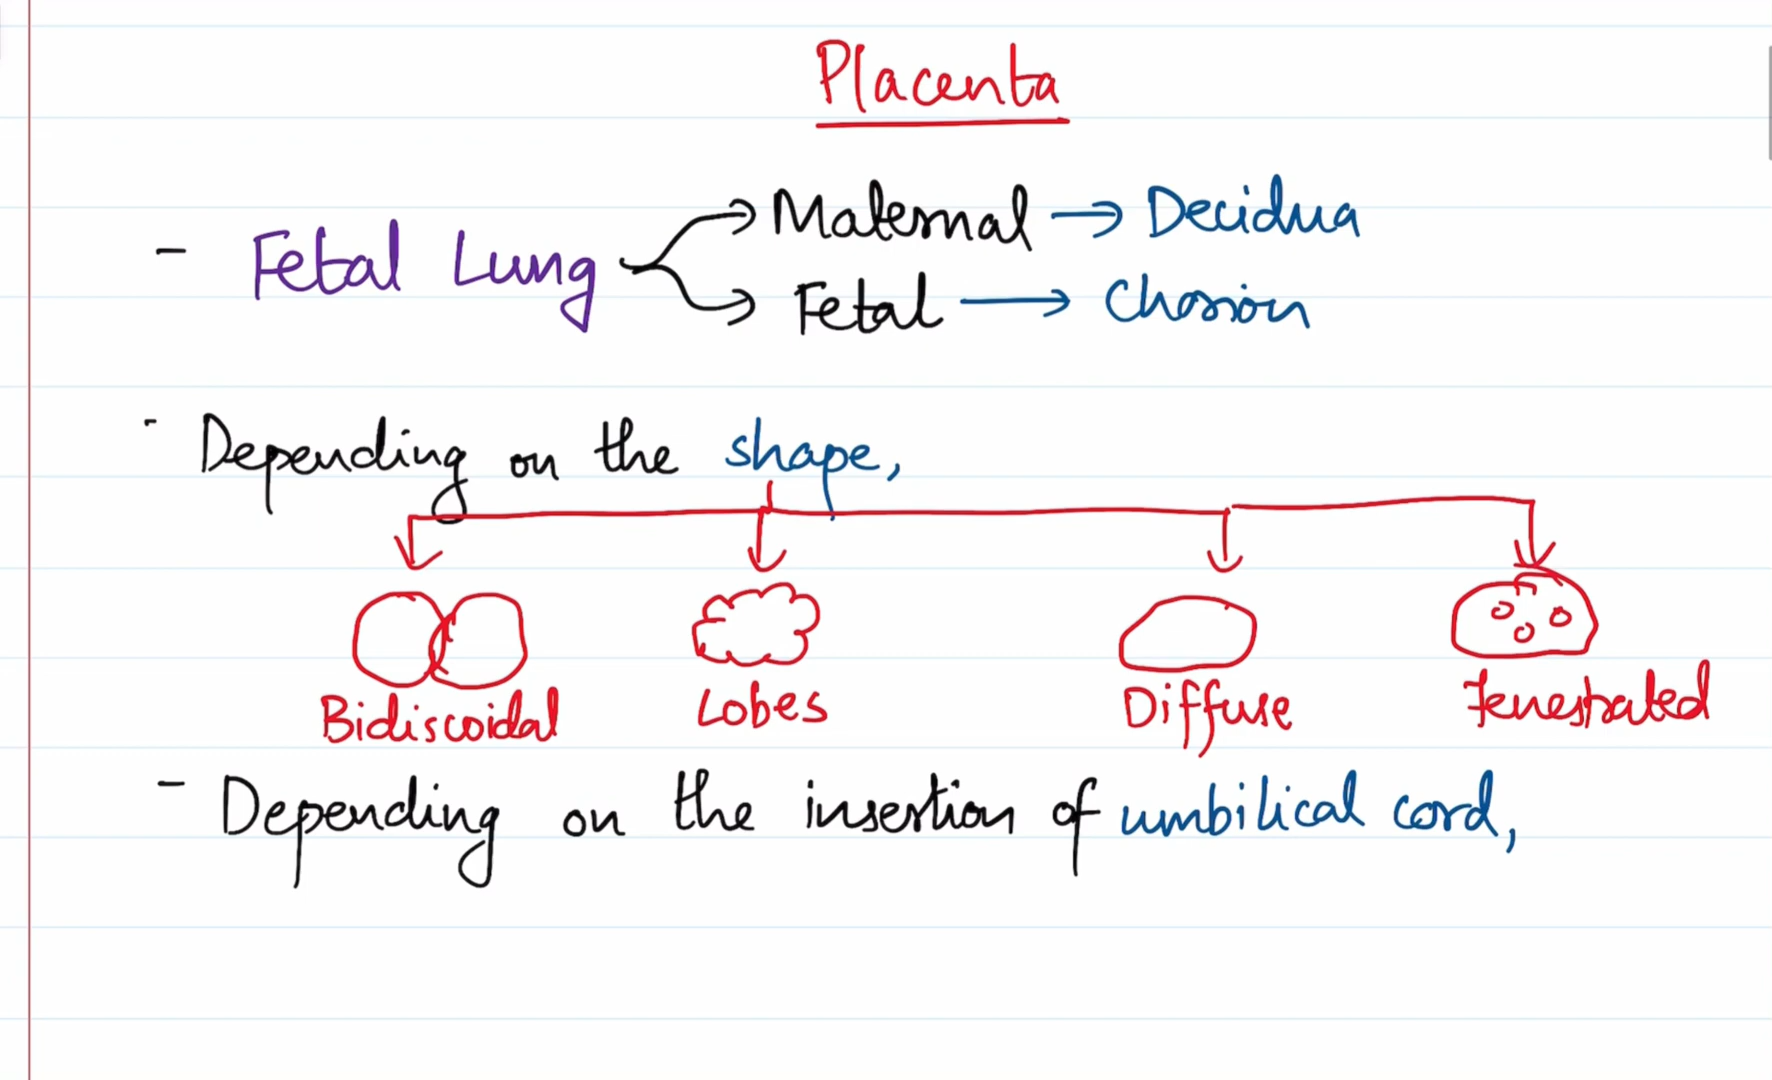 Placenta
- Fetal Lung → Maternal → Decidua
→ Fetal → Chorion
- Depending on the shape,
Bidiscoidal Lobes Diffuse Fenestrated
- Depending on the insertion of umbilical cord,